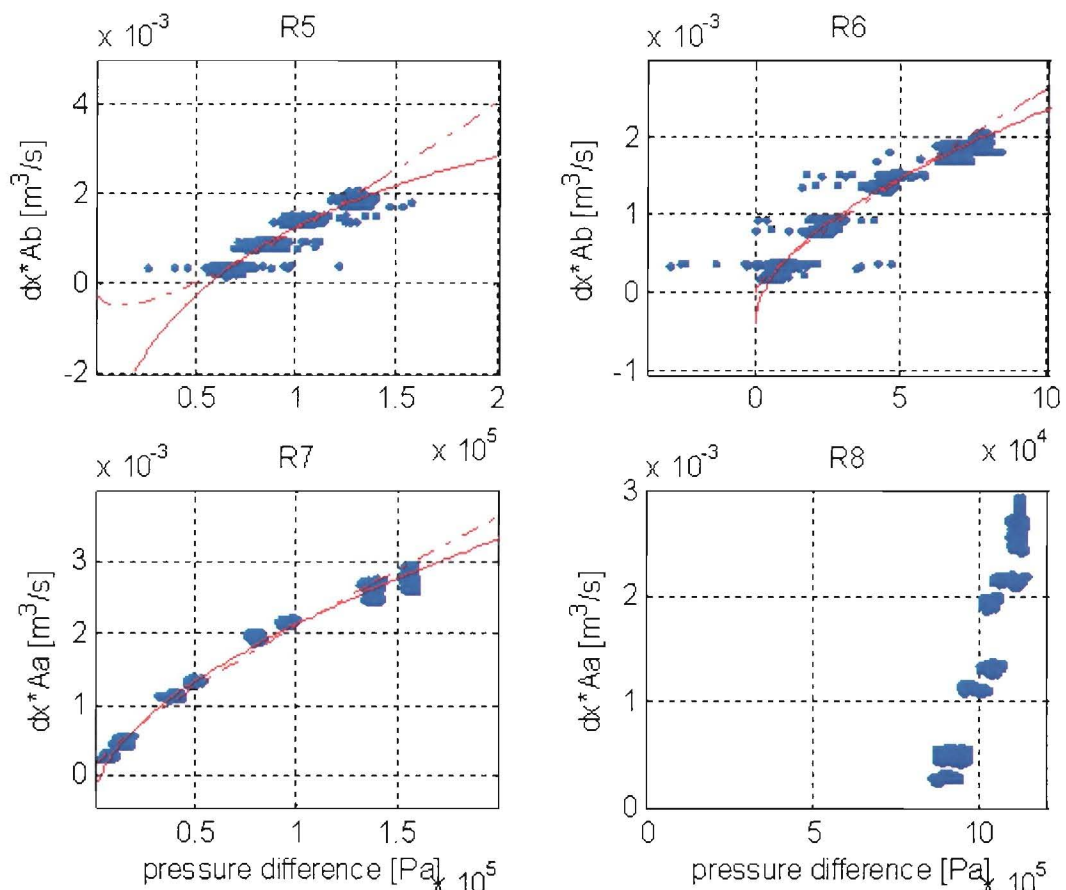 x 10-3
R5
4
2
0
-2
dx*Ab [m3/s]
0.5
1
1.5
2
x 105
x 10-3
R6
2
1
0
-1
dx*Ab [m3/s]
0
5
10
x 104
x 10-3
R7
3
2
1
0
dx*Aa [m3/s]
0.5
1
1.5
pressure difference [Pa]
x 105
x 10-3
R8
3
2
1
0
dx*Aa [m3/s]
0
5
10
pressure difference [Pa]
x 105